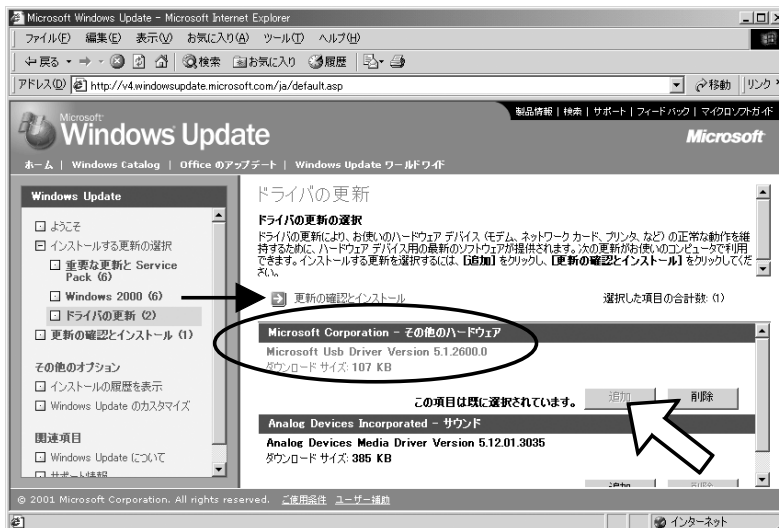 Microsoft Windows Update - Microsoft Internet Explorer
ファイル(F) 編集(E) 表示(V) お気に入り(A) ツール(T) ヘルプ(H)
戻る 検索 お気に入り 履歴
アドレス(D) http://v4.windowsupdate.microsoft.com/ja/default.asp 移動 リンク
製品情報 | 検索 | サポート | フィードバック | マイクロソフトガイド
Microsoft
Windows Update
Microsoft
ホーム | Windows Catalog | Office のアップデート | Windows Update ワールドワイド
Windows Update
ようこそ
インストールする更新の選択
重要な更新と Service
Pack (6)
Windows 2000 (6)
ドライバの更新 (2)
更新の確認とインストール (1)
その他のオプション
インストールの履歴を表示
Windows Update のカスタマイズ
関連項目
Windows Update について
サポート情報
ドライバの更新
ドライバの更新の選択
ドライバの更新により、お使いのハードウェア デバイス (モデム、ネットワーク カード、プリンタ、など) の正常な動作を維
持するために、ハードウェア デバイス用の最新のソフトウェアが提供されます。次の更新がお使いのコンピュータで利用
できます。インストールする更新を選択するには、[追加] をクリックし、[更新の確認とインストール] をクリックしてくだ
さい。
更新の確認とインストール 選択した項目の合計数: (1)
Microsoft Corporation - その他のハードウェア
Microsoft Usb Driver Version 5.1.2600.0
ダウンロード サイズ: 107 KB
この項目は既に選択されています。 追加 削除
Analog Devices Incorporated - サウンド
Analog Devices Media Driver Version 5.12.01.3035
ダウンロード サイズ: 385 KB
追加 削除
© 2001 Microsoft Corporation. All rights reserved. ご使用条件 ユーザー補助
インターネット